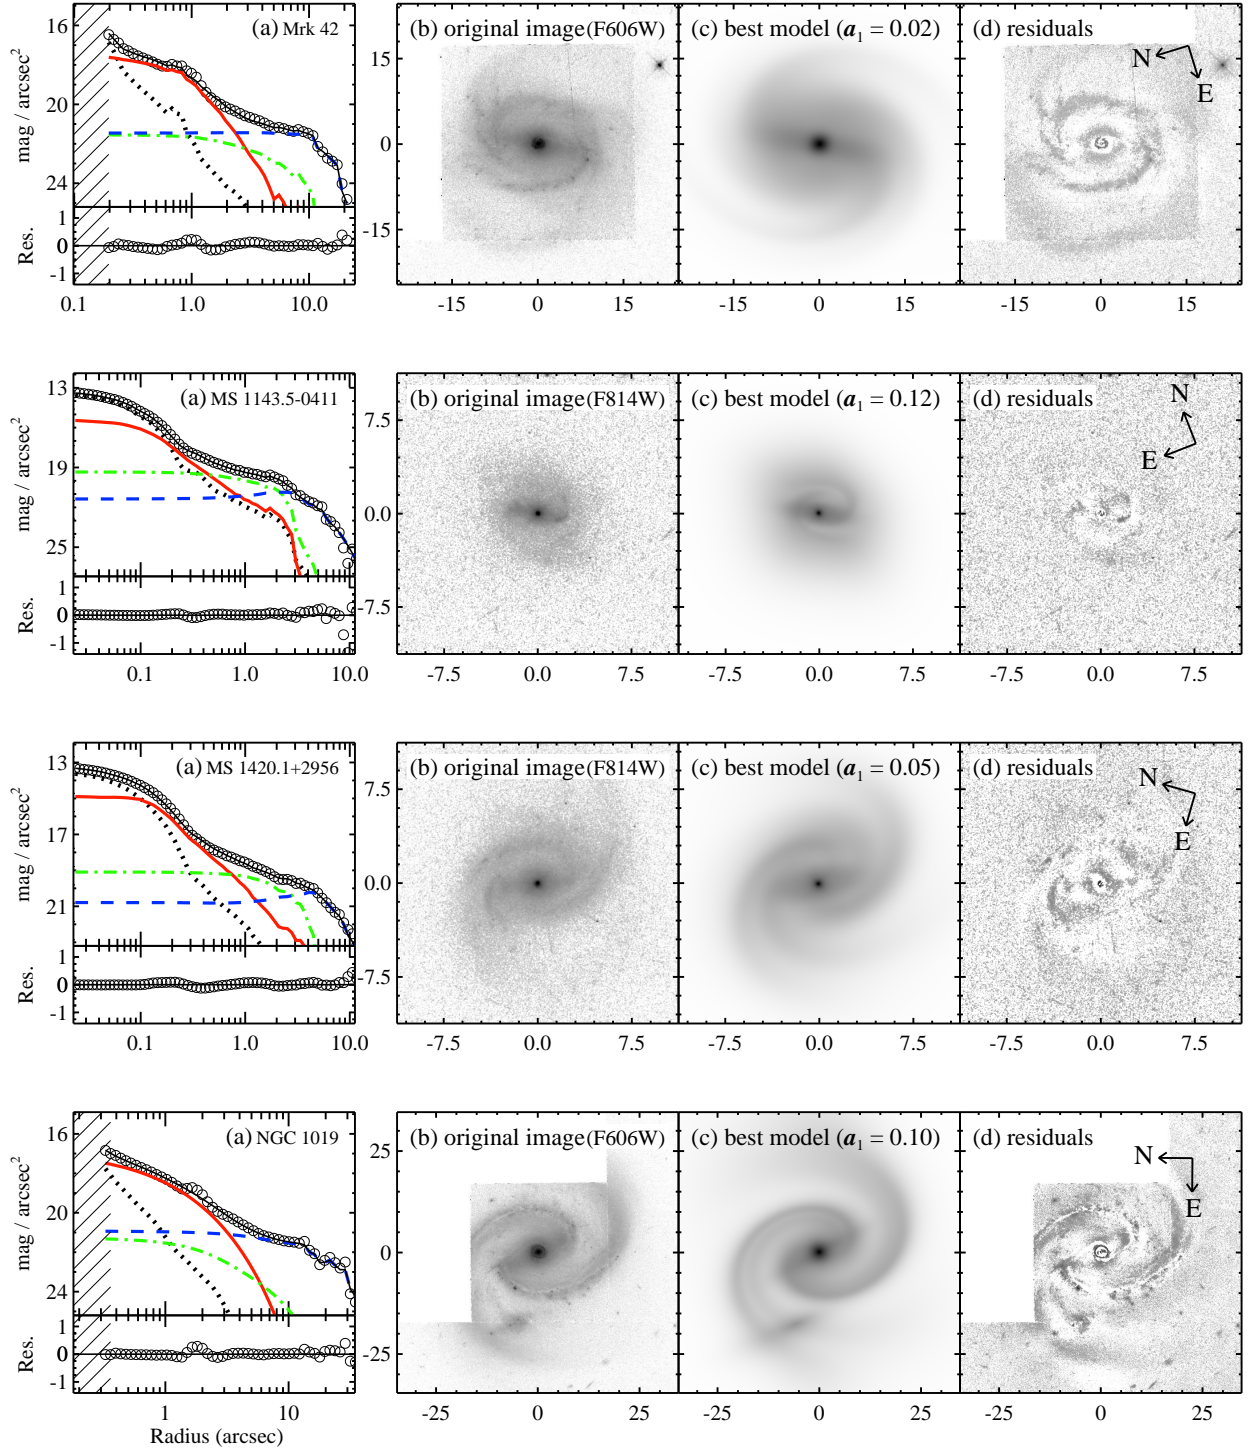 (a) Mrk 42
(b) original image(F606W)
(c) best model (a₁ = 0.02)
(d) residuals
N
E
mag / arcsec²
16
20
24
Res.
1
0
-1
0.1 1.0 10.0
15
0
-15
-15 0 15
-15 0 15
-15 0 15
(a) MS 1143.5-0411
(b) original image(F814W)
(c) best model (a₁ = 0.12)
(d) residuals
N
E
mag / arcsec²
13
19
25
Res.
1
0
-1
0.1 1.0 10.0
7.5
0.0
-7.5
-7.5 0.0 7.5
-7.5 0.0 7.5
-7.5 0.0 7.5
(a) MS 1420.1+2956
(b) original image(F814W)
(c) best model (a₁ = 0.05)
(d) residuals
N
E
mag / arcsec²
13
17
21
Res.
1
0
-1
0.1 1.0 10.0
7.5
0.0
-7.5
-7.5 0.0 7.5
-7.5 0.0 7.5
-7.5 0.0 7.5
(a) NGC 1019
(b) original image(F606W)
(c) best model (a₁ = 0.10)
(d) residuals
N
E
mag / arcsec²
16
20
24
Res.
1
0
-1
1 10
Radius (arcsec)
25
0
-25
-25 0 25
-25 0 25
-25 0 25